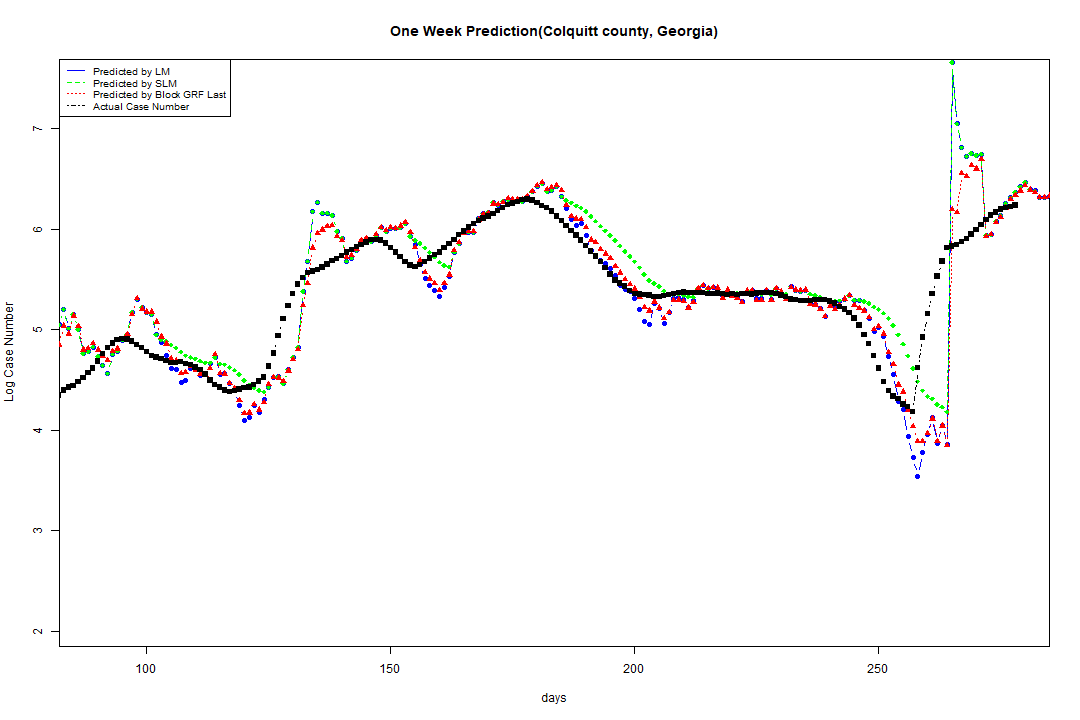 One Week Prediction(Colquitt county, Georgia)
Predicted by LM
Predicted by SLM
Predicted by Block GRF Last
Actual Case Number
Log Case Number
7
6
5
4
3
2
100 150 200 250
days